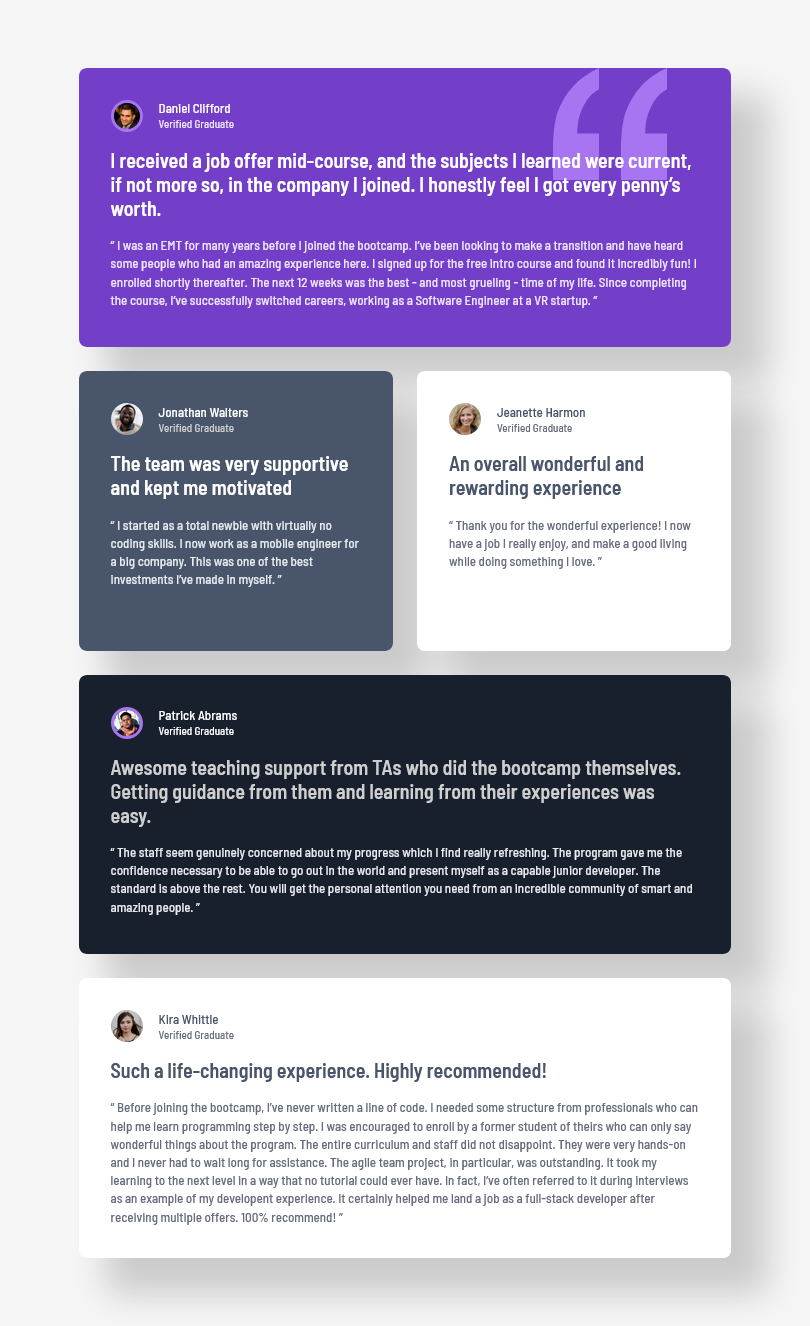 Daniel Clifford
Verified Graduate
I received a job offer mid-course, and the subjects I learned were current,
if not more so, in the company I joined. I honestly feel I got every penny’s
worth.
“ I was an EMT for many years before I joined the bootcamp. I’ve been looking to make a transition and have heard
some people who had an amazing experience here. I signed up for the free intro course and found it incredibly fun! I
enrolled shortly thereafter. The next 12 weeks was the best - and most grueling - time of my life. Since completing
the course, I’ve successfully switched careers, working as a Software Engineer at a VR startup. ”
Jonathan Walters
Verified Graduate
The team was very supportive
and kept me motivated
“ I started as a total newbie with virtually no
coding skills. I now work as a mobile engineer for
a big company. This was one of the best
investments I’ve made in myself. ”
Jeanette Harmon
Verified Graduate
An overall wonderful and
rewarding experience
“ Thank you for the wonderful experience! I now
have a job I really enjoy, and make a good living
while doing something I love. ”
Patrick Abrams
Verified Graduate
Awesome teaching support from TAs who did the bootcamp themselves.
Getting guidance from them and learning from their experiences was
easy.
“ The staff seem genuinely concerned about my progress which I find really refreshing. The program gave me the
confidence necessary to be able to go out in the world and present myself as a capable junior developer. The
standard is above the rest. You will get the personal attention you need from an incredible community of smart and
amazing people. ”
Kira Whittle
Verified Graduate
Such a life-changing experience. Highly recommended!
“ Before joining the bootcamp, I’ve never written a line of code. I needed some structure from professionals who can
help me learn programming step by step. I was encouraged to enroll by a former student of theirs who can only say
wonderful things about the program. The entire curriculum and staff did not disappoint. They were very hands-on
and I never had to wait long for assistance. The agile team project, in particular, was outstanding. It took my
learning to the next level in a way that no tutorial could ever have. In fact, I’ve often referred to it during interviews
as an example of my developent experience. It certainly helped me land a job as a full-stack developer after
receiving multiple offers. 100% recommend! ”